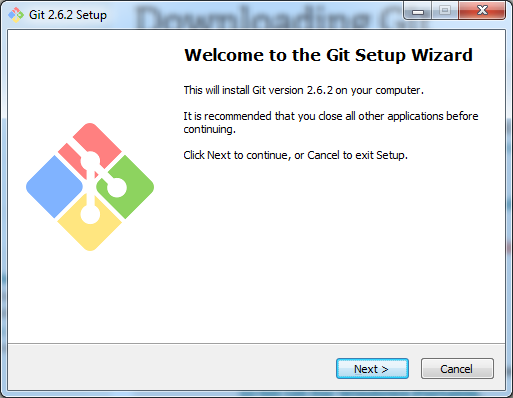 Downloading Git
Git 2.6.2 Setup
Welcome to the Git Setup Wizard
This will install Git version 2.6.2 on your computer.
It is recommended that you close all other applications before
continuing.
Click Next to continue, or Cancel to exit Setup.
Next >
Cancel